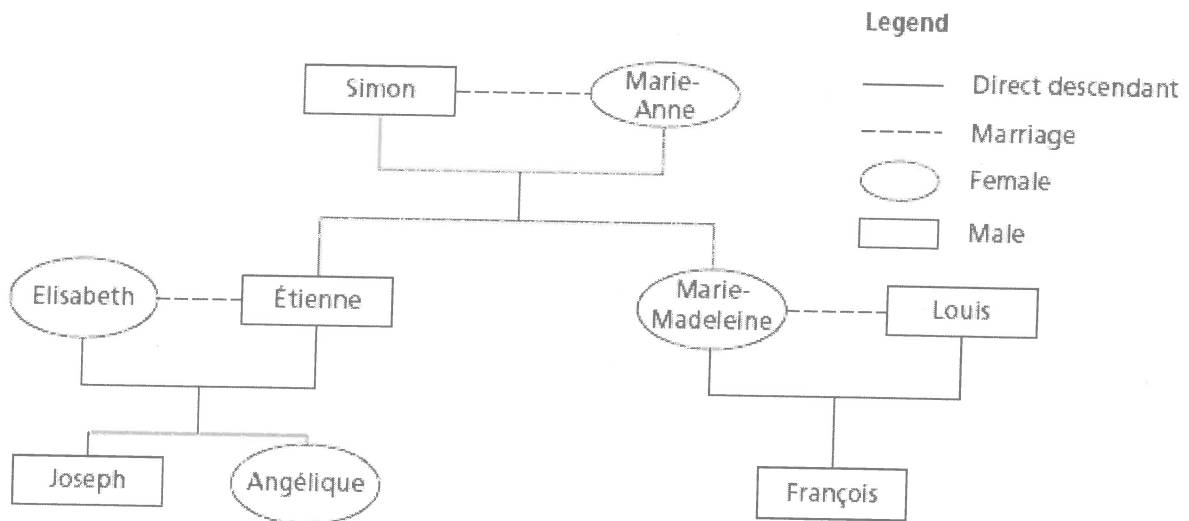 Legend
Simon
Marie-
Anne
Direct descendant
Marriage
Female
Male
Elisabeth
Étienne
Marie-
Madeleine
Louis
Joseph
Angélique
François